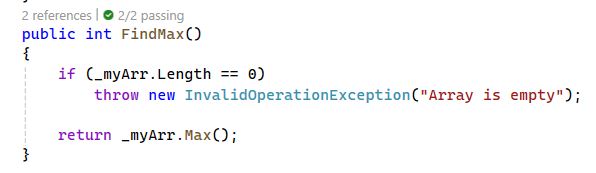 2 references | 2/2 passing
public int FindMax()
{
    if (_myArr.Length == 0)
        throw new InvalidOperationException("Array is empty");

    return _myArr.Max();
}